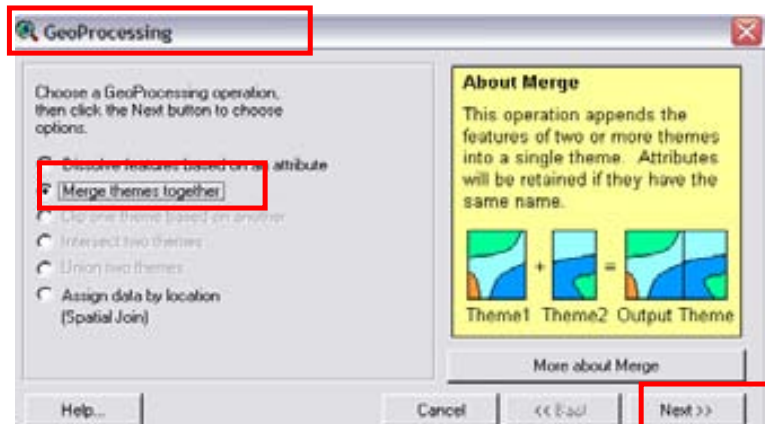 GeoProcessing
Choose a GeoProcessing operation,
then click the Next button to choose
options.
Dissolve features based on an attribute
Merge themes together
Clip one theme based on another
Intersect two themes
Union two themes
Assign data by location
(Spatial Join)
About Merge
This operation appends the
features of two or more themes
into a single theme. Attributes
will be retained if they have the
same name.
+ =
Theme1 Theme2 Output Theme
More about Merge
Help...
Cancel
<< Back
Next >>